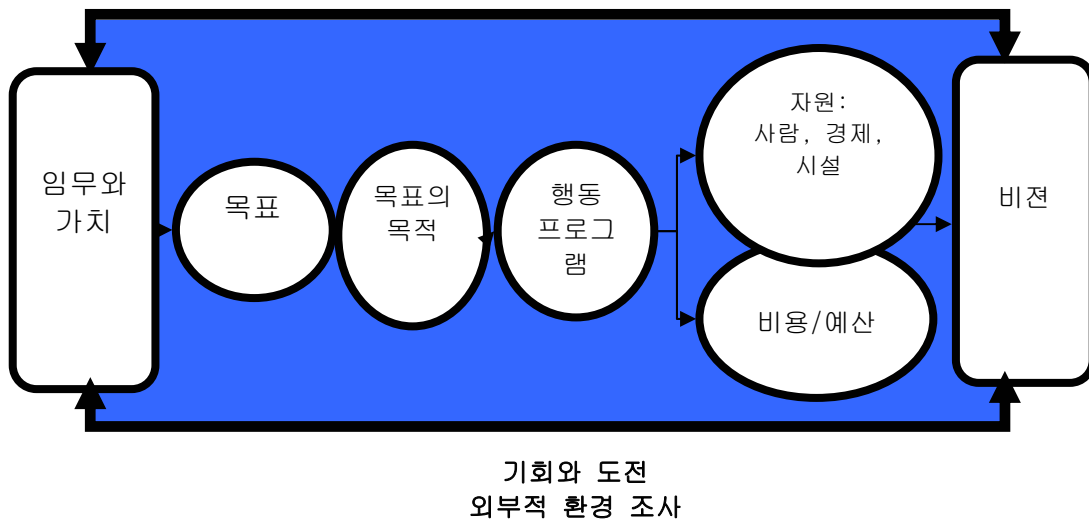 임무와
가치
목표
목표의
목적
행동
프로그
램
자원:
사람, 경제,
시설
비용/예산
비젼
기회와 도전
외부적 환경 조사